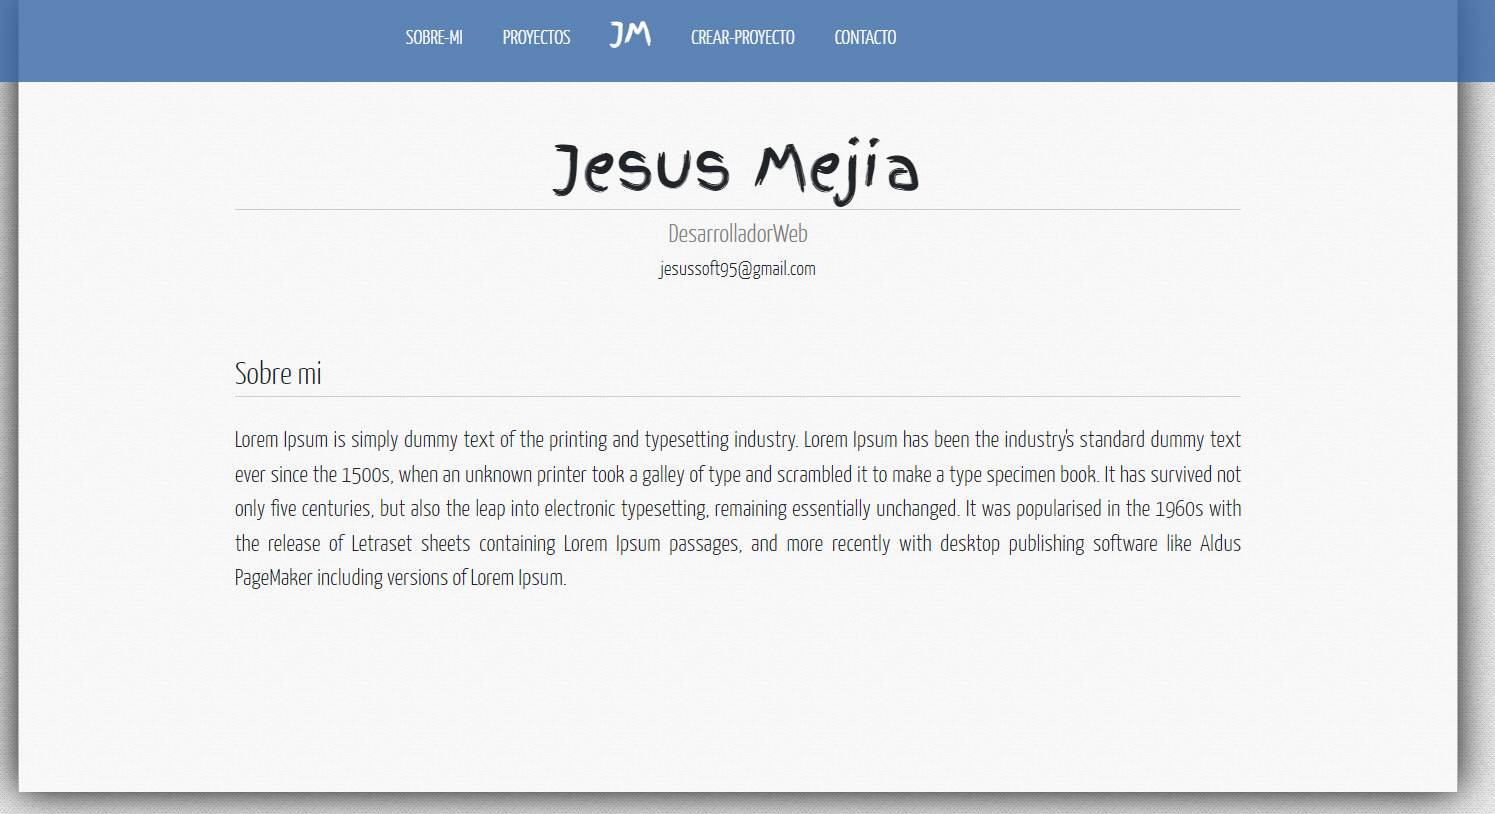 SOBRE-MI PROYECTOS JM CREAR-PROYECTO CONTACTO
Jesus Mejia
DesarrolladorWeb
jesussoft95@gmail.com
Sobre mi
Lorem Ipsum is simply dummy text of the printing and typesetting industry. Lorem Ipsum has been the industry's standard dummy text
ever since the 1500s, when an unknown printer took a galley of type and scrambled it to make a type specimen book. It has survived not
only five centuries, but also the leap into electronic typesetting, remaining essentially unchanged. It was popularised in the 1960s with
the release of Letraset sheets containing Lorem Ipsum passages, and more recently with desktop publishing software like Aldus
PageMaker including versions of Lorem Ipsum.